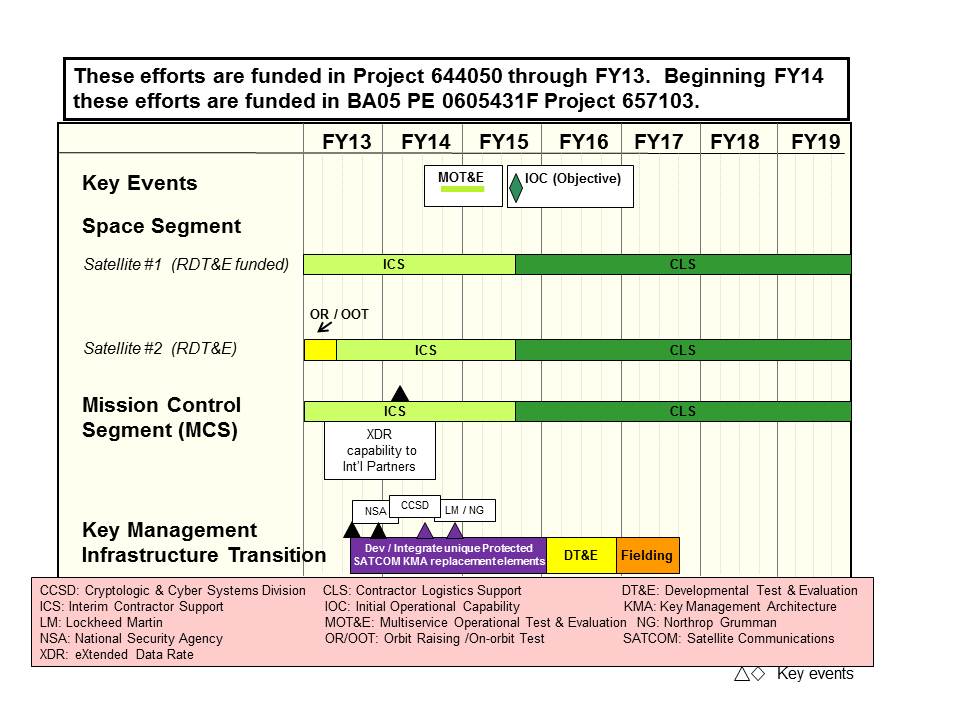 These efforts are funded in Project 644050 through FY13. Beginning FY14
these efforts are funded in BA05 PE 0605431F Project 657103.
FY13 FY14 FY15 FY16 FY17 FY18 FY19
Key Events
MOT&E
IOC (Objective)
Space Segment
Satellite #1 (RDT&E funded)
ICS
CLS
OR / OOT
Satellite #2 (RDT&E)
ICS
CLS
Mission Control
Segment (MCS)
ICS
CLS
XDR
capability to
Int'l Partners
NSA
CCSD
LM / NG
Key Management
Infrastructure Transition
Dev / Integrate unique Protected
SATCOM KMA replacement elements
DT&E
Fielding
CCSD: Cryptologic & Cyber Systems Division CLS: Contractor Logistics Support DT&E: Developmental Test & Evaluation
ICS: Interim Contractor Support IOC: Initial Operational Capability KMA: Key Management Architecture
LM: Lockheed Martin MOT&E: Multiservice Operational Test & Evaluation NG: Northrop Grumman
NSA: National Security Agency OR/OOT: Orbit Raising /On-orbit Test SATCOM: Satellite Communications
XDR: eXtended Data Rate
Key events